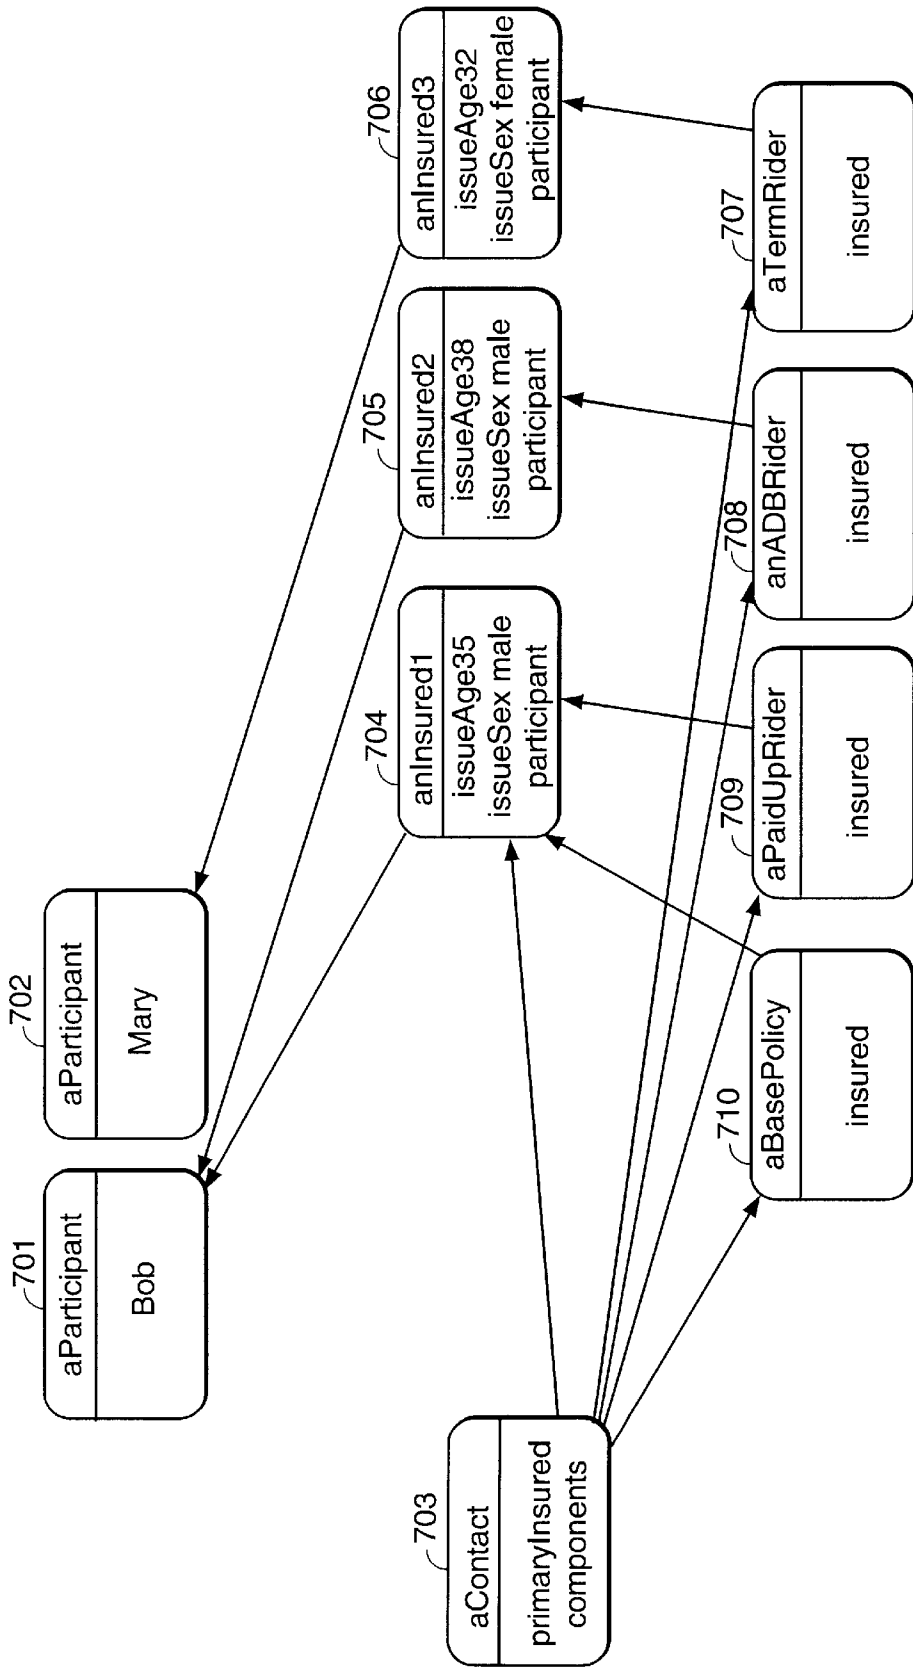 701
aParticipant
Bob
702
aParticipant
Mary
703
aContact
primaryInsured
components
704
anInsured1
issueAge35
issueSex male
participant
705
anInsured2
issueAge38
issueSex male
participant
706
anInsured3
issueAge32
issueSex female
participant
710
aBasePolicy
insured
709
aPaidUpRider
insured
708
anADBRider
insured
707
aTermRider
insured